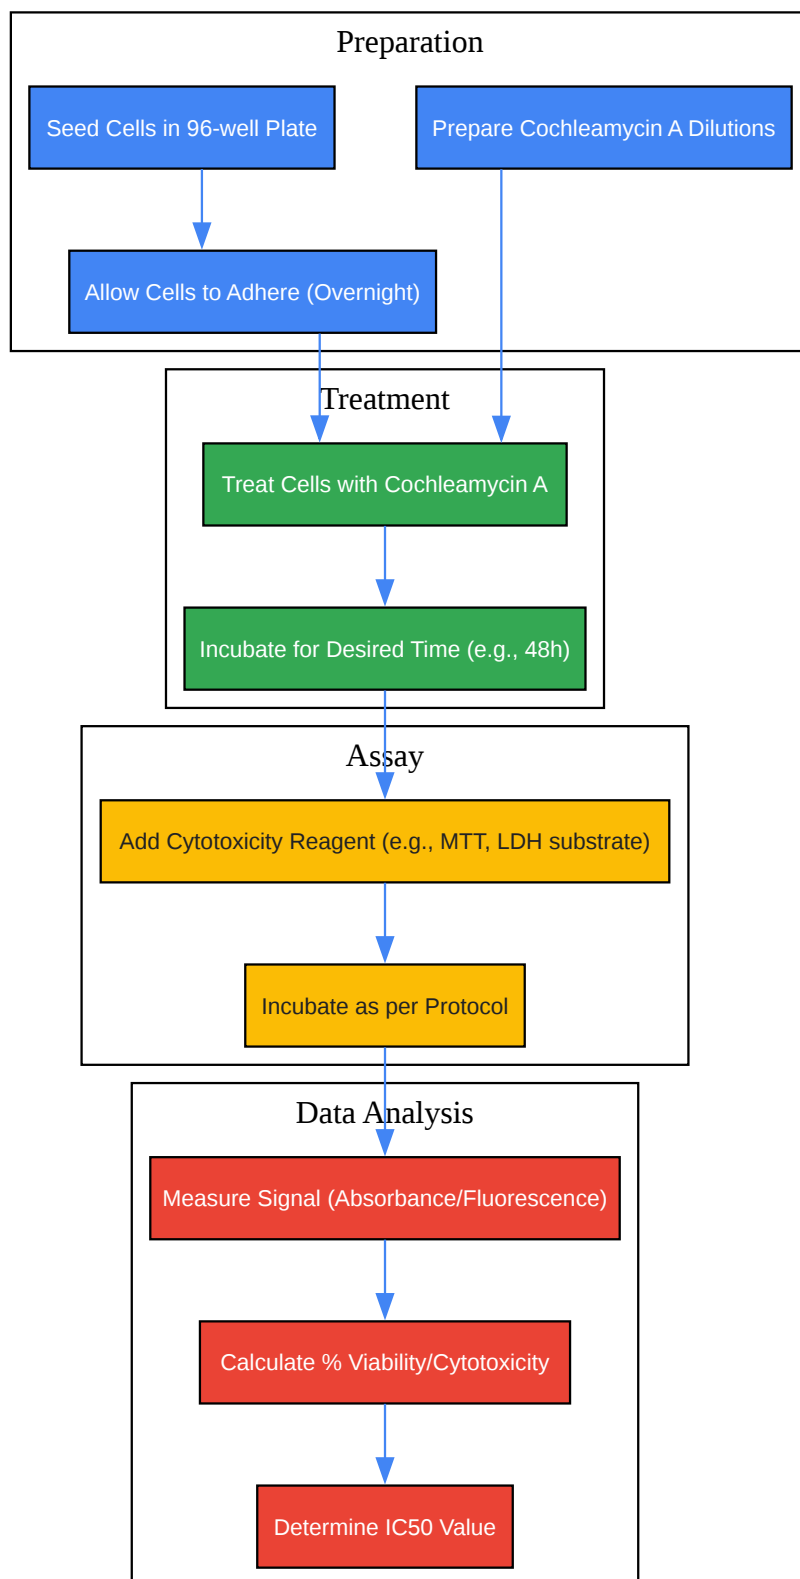 Preparation
Seed Cells in 96-well Plate
Prepare Cochleamycin A Dilutions
Allow Cells to Adhere (Overnight)
Treatment
Treat Cells with Cochleamycin A
Incubate for Desired Time (e.g., 48h)
Assay
Add Cytotoxicity Reagent (e.g., MTT, LDH substrate)
Incubate as per Protocol
Data Analysis
Measure Signal (Absorbance/Fluorescence)
Calculate % Viability/Cytotoxicity
Determine IC50 Value